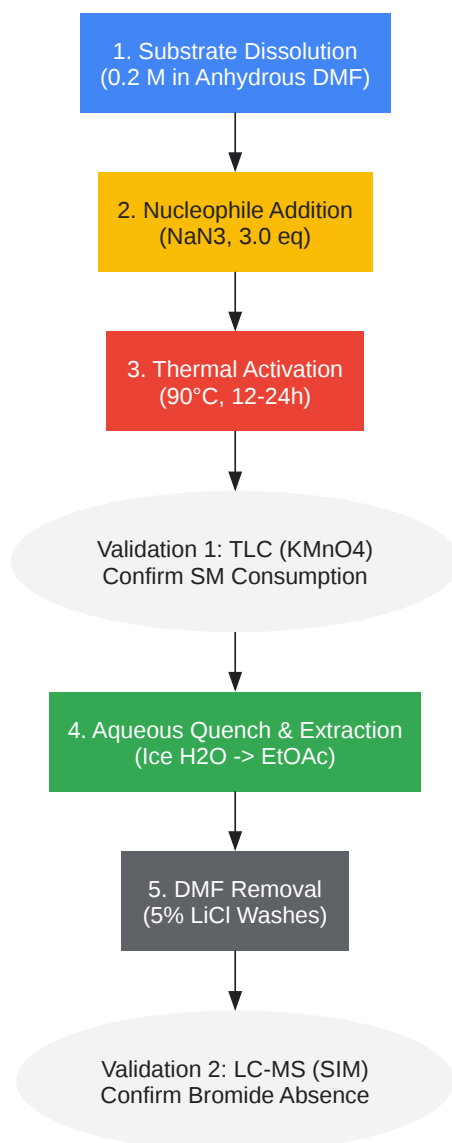 1. Substrate Dissolution
(0.2 M in Anhydrous DMF)
2. Nucleophile Addition
(NaN3, 3.0 eq)
3. Thermal Activation
(90°C, 12-24h)
Validation 1: TLC (KMnO4)
Confirm SM Consumption
4. Aqueous Quench & Extraction
(Ice H2O -> EtOAc)
5. DMF Removal
(5% LiCl Washes)
Validation 2: LC-MS (SIM)
Confirm Bromide Absence